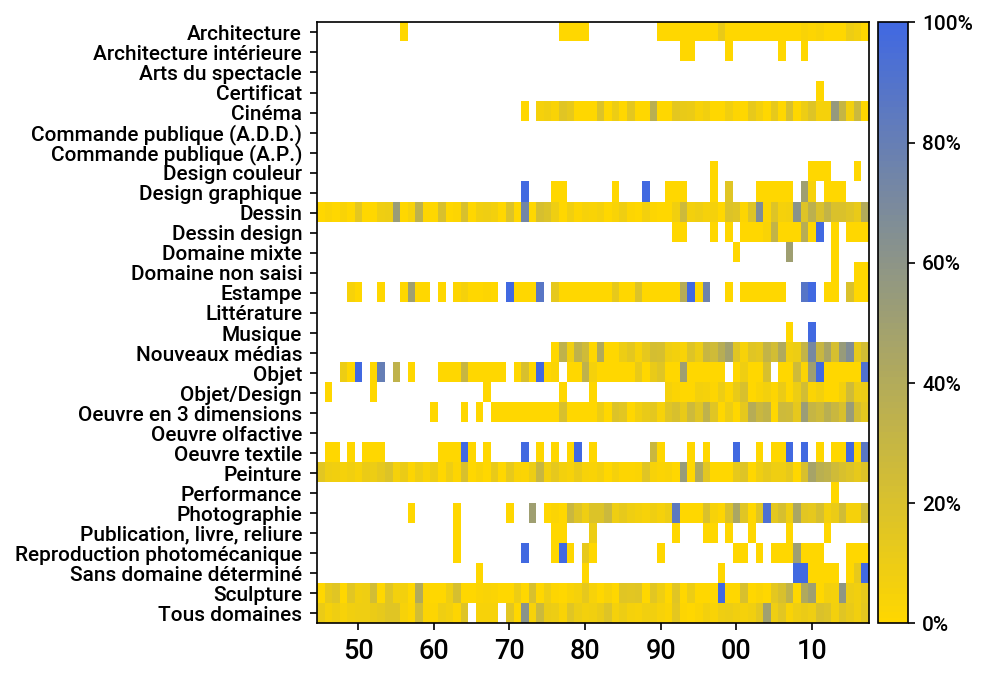 Architecture
Architecture intérieure
Arts du spectacle
Certificat
Cinéma
Commande publique (A.D.D.)
Commande publique (A.P.)
Design couleur
Design graphique
Dessin
Dessin design
Domaine mixte
Domaine non saisi
Estampe
Littérature
Musique
Nouveaux médias
Objet
Objet/Design
Oeuvre en 3 dimensions
Oeuvre olfactive
Oeuvre textile
Peinture
Performance
Photographie
Publication, livre, reliure
Reproduction photomécanique
Sans domaine déterminé
Sculpture
Tous domaines
50 60 70 80 90 00 10
100%
80%
60%
40%
20%
0%